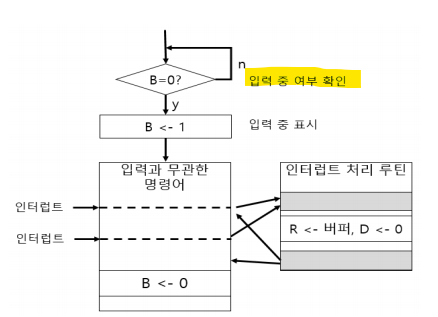 B=0?
n
입력 중 여부 확인
y
B <- 1
입력 중 표시
입력과 무관한
명령어
인터럽트 처리 루틴
인터럽트
R <- 버퍼, D <- 0
인터럽트
B <- 0